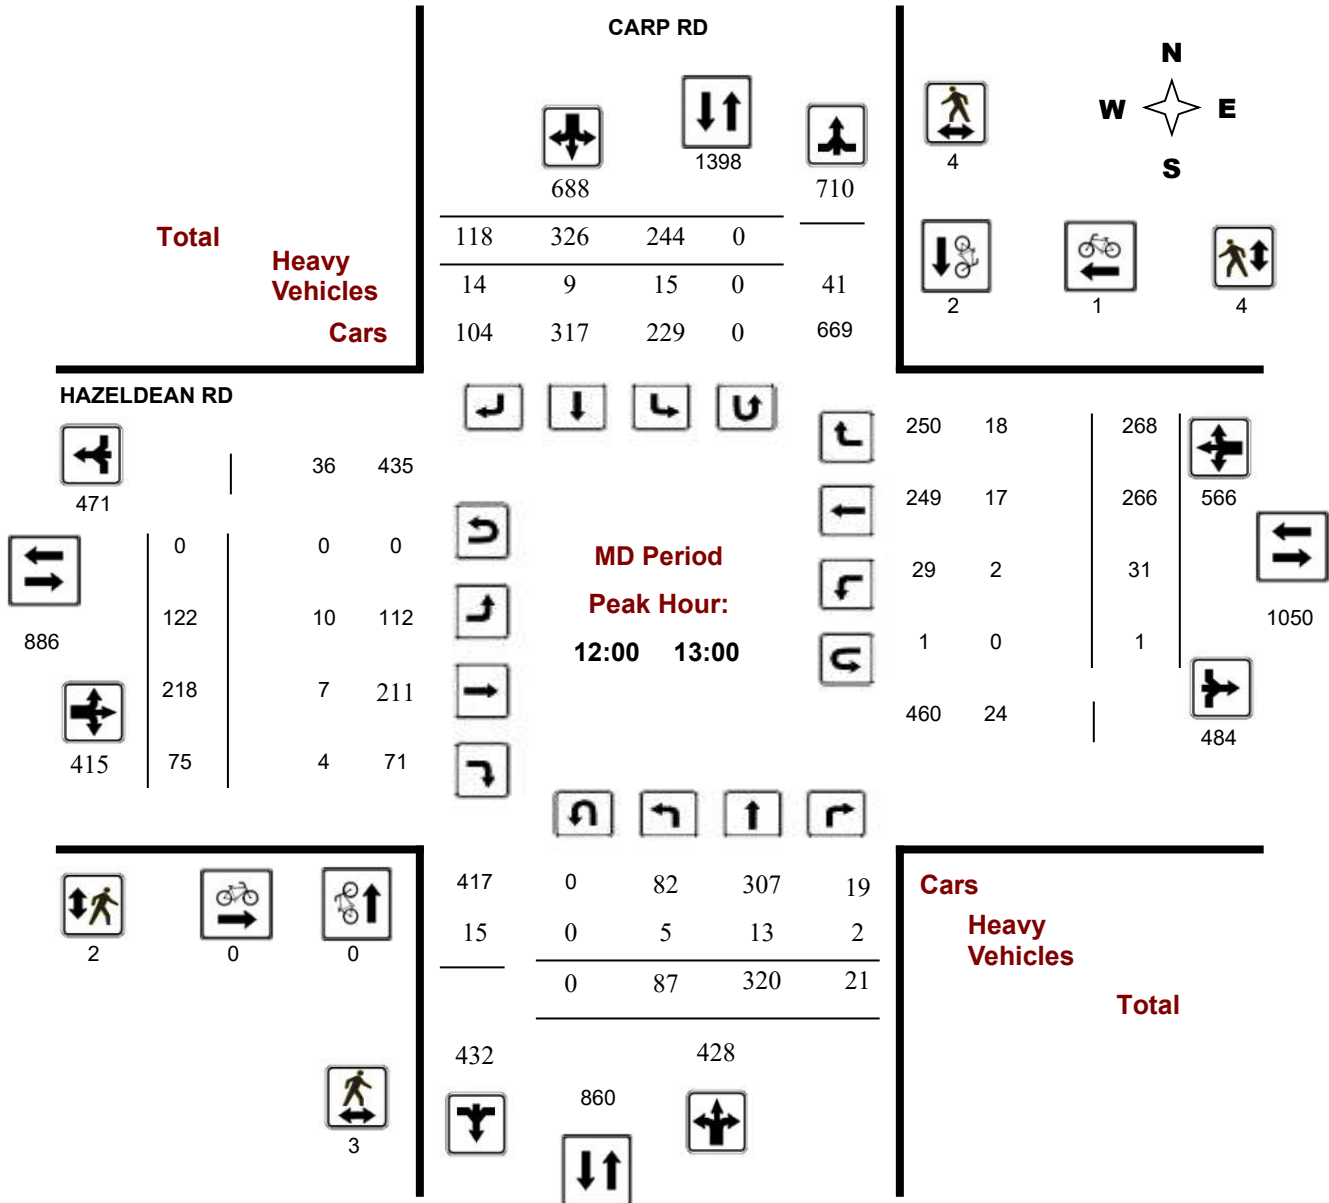 CARP RD
N
W E
S
1398
4
688 710
Total 118 326 244 0
Heavy
Vehicles 14 9 15 0 41
Cars 104 317 229 0 669
2 1 4
HAZELDEAN RD
250 18 268
36 435
471
249 17 266 566
0 0 0
MD Period
29 2 31
Peak Hour:
122 10 112
1050
886
12:00 13:00
1 0 1
218 7 211
460 24
484
415 75 4 71
417 0 82 307 19 Cars
15 0 5 13 2 Heavy
Vehicles
2 0 0
0 87 320 21
Total
432 428
860
3